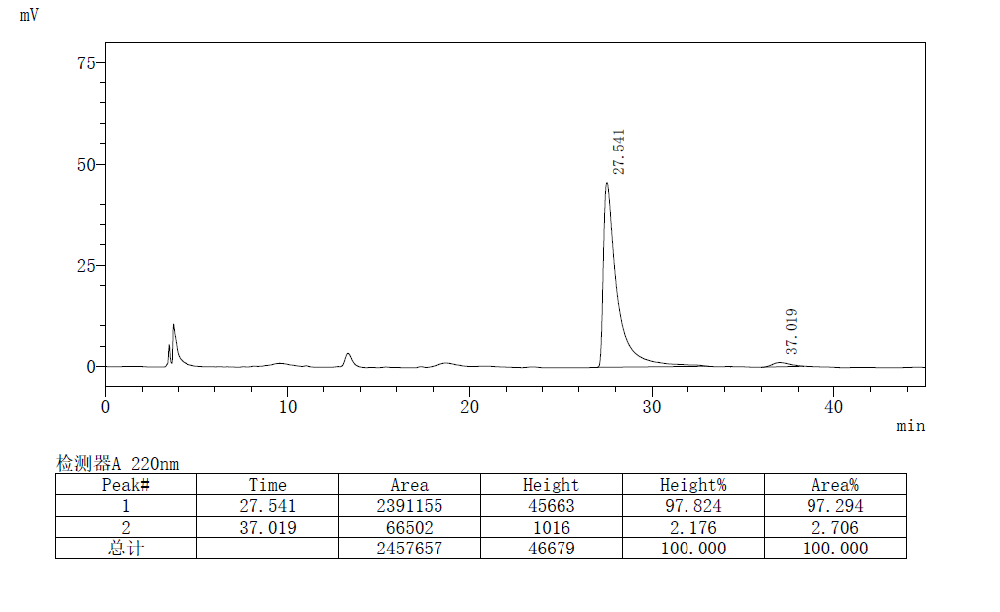 mV
75
50
25
0
27.541
37.019
0 10 20 30 40
min
检测器A 220nm
Peak# Time Area Height Height% Area%
1 27.541 2391155 45663 97.824 97.294
2 37.019 66502 1016 2.176 2.706
总计 2457657 46679 100.000 100.000